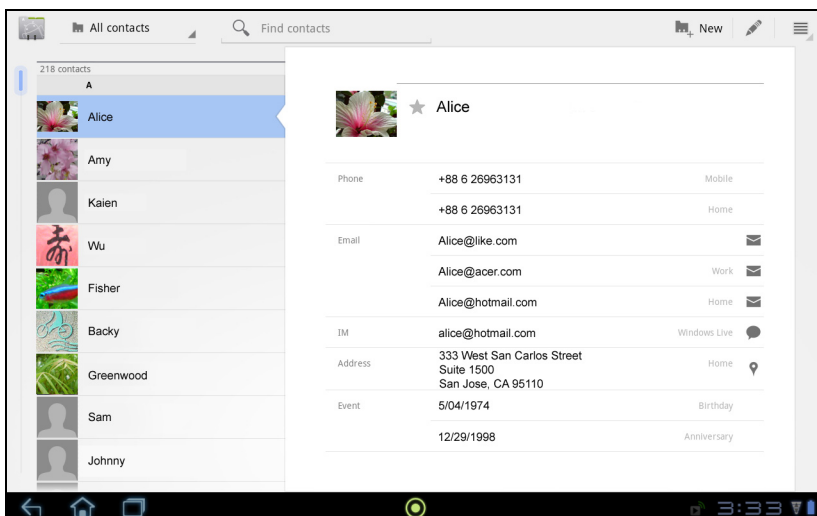 All contacts
Find contacts
New
218 contacts
A
Alice
Amy
Kaien
Wu
Fisher
Backy
Greenwood
Sam
Johnny
Alice
Phone +88 6 26963131 Mobile
+88 6 26963131 Home
Email Alice@like.com
Alice@acer.com Work
Alice@hotmail.com Home
IM alice@hotmail.com Windows Live
Address 333 West San Carlos Street Home
Suite 1500
San Jose, CA 95110
Event 5/04/1974 Birthday
12/29/1998 Anniversary
3:33